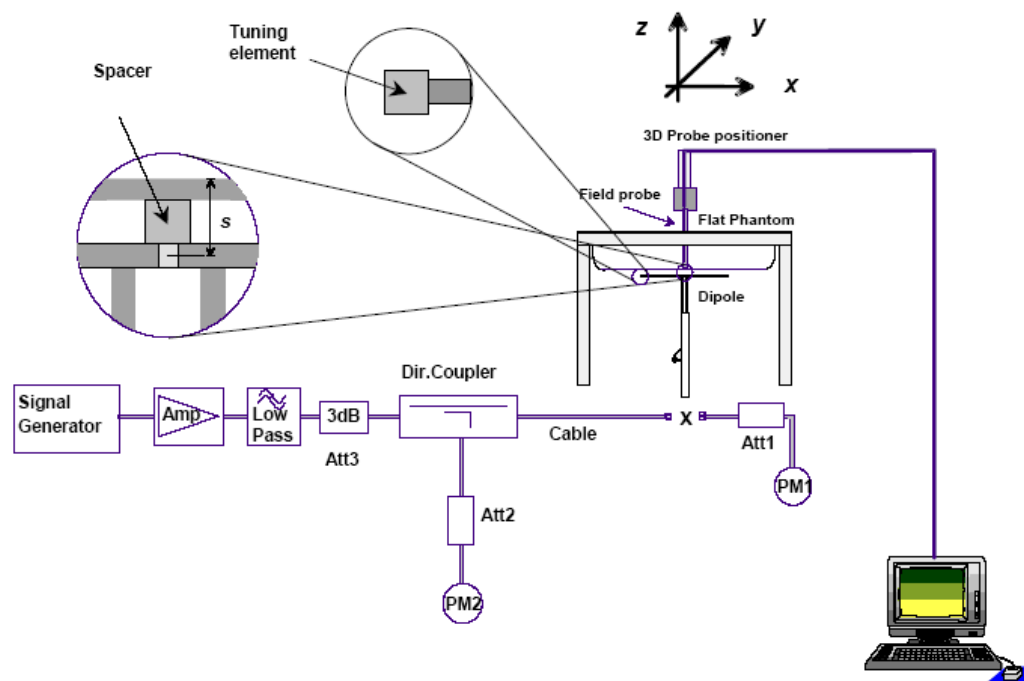 Tuning
element
Spacer
z
y
x
3D Probe positioner
Field probe
Flat Phantom
s
Dipole
Dir.Coupler
Signal
Generator
Amp
Low
Pass
3dB
Att3
Cable
X
Att1
PM1
Att2
PM2